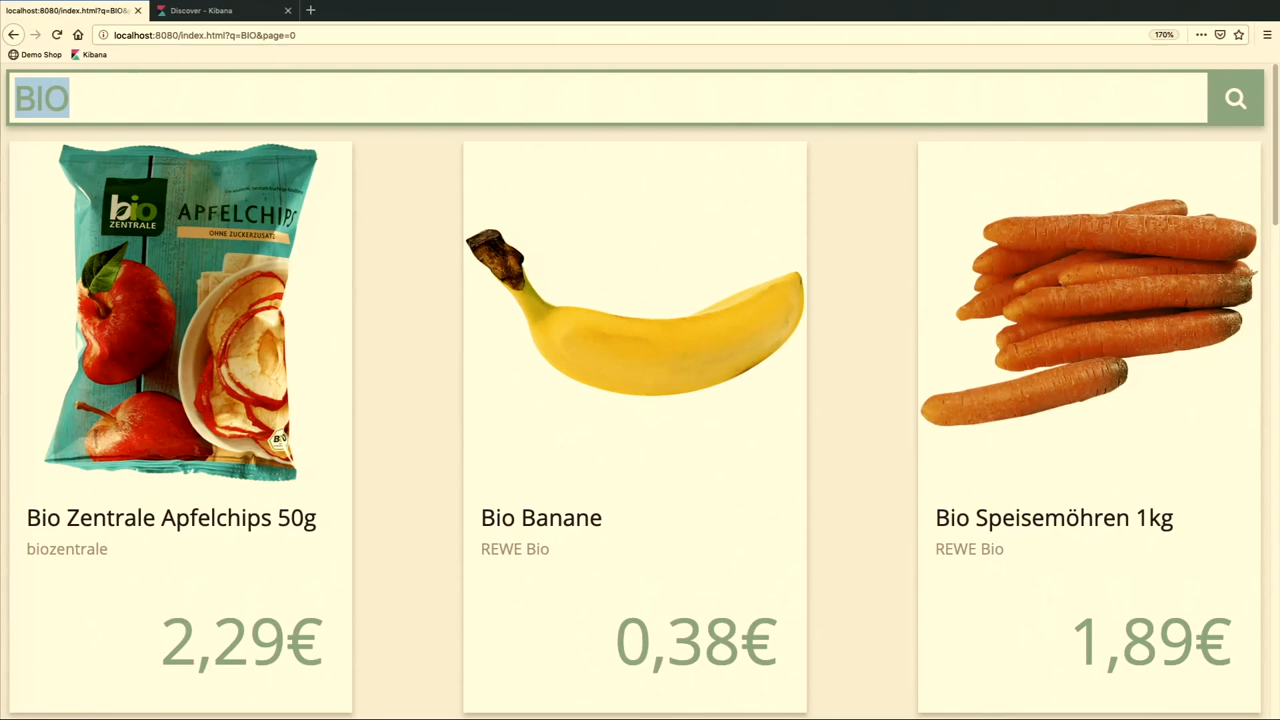 localhost:8080/index.html?q=BIO&
Discover - Kibana
localhost:8080/index.html?q=BIO&page=0
170%
Demo Shop
Kibana
BIO
bio
ZENTRALE
APFELCHIPS
OHNE ZUCKERZUSATZ
BIO
Bio Zentrale Apfelchips 50g
biozentrale
2,29€
Bio Banane
REWE Bio
0,38€
Bio Speisemöhren 1kg
REWE Bio
1,89€